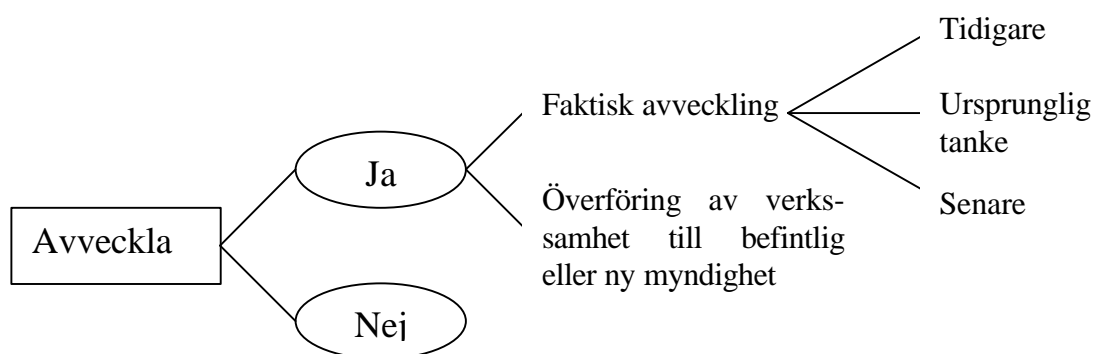 Tidigare
Faktisk avveckling
Ursprunglig
tanke
Ja
Överföring av verks-
samhet till befintlig
eller ny myndighet
Senare
Avveckla
Nej